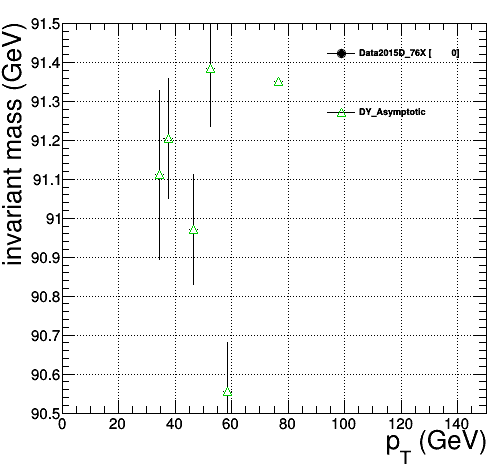 91.5
91.4
91.3
91.2
91.1
91
90.9
90.8
90.7
90.6
90.5
invariant mass (GeV)
Data2015D_76X [ 0]
DY_Asymptotic
0 20 40 60 80 100 120 140
p_T (GeV)